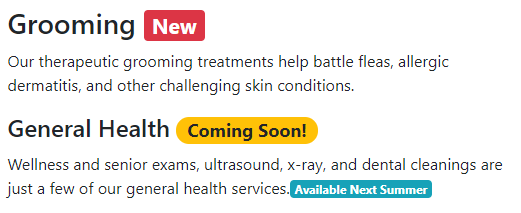 Grooming New
Our therapeutic grooming treatments help battle fleas, allergic
dermatitis, and other challenging skin conditions.
General Health Coming Soon!
Wellness and senior exams, ultrasound, x-ray, and dental cleanings are
just a few of our general health services. Available Next Summer